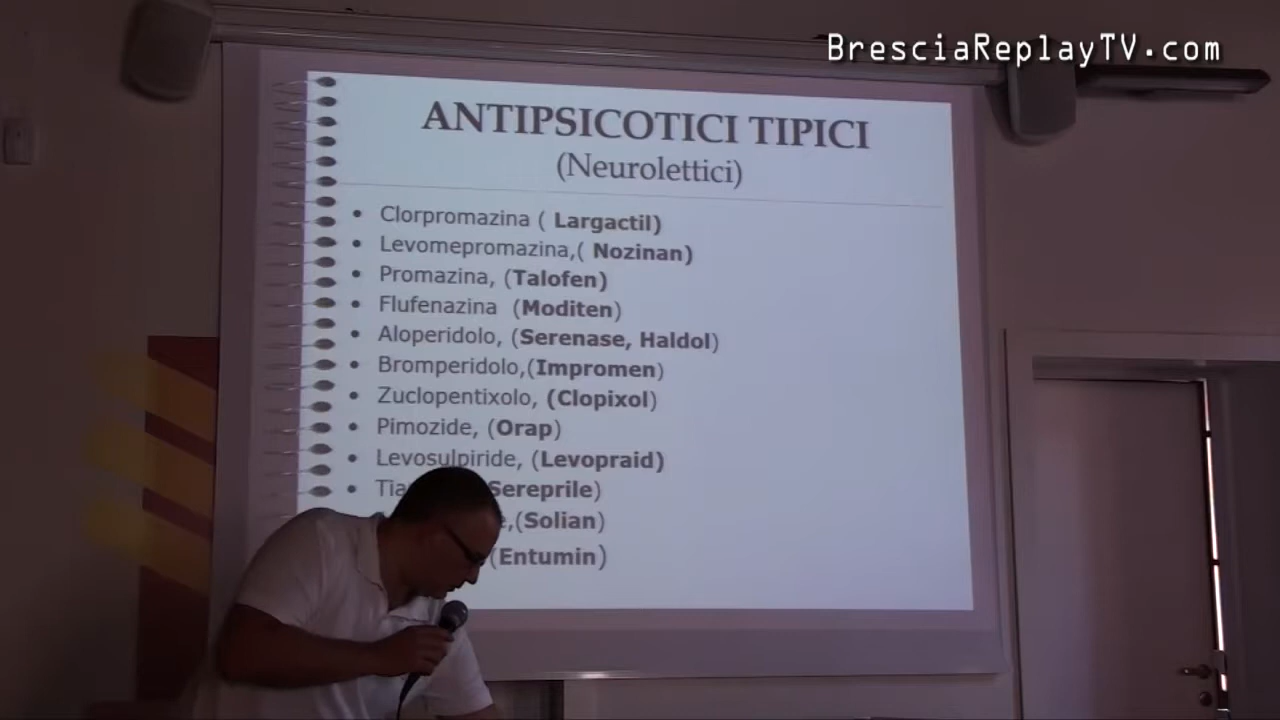 BresciaReplayTV.com
ANTIPSICOTICI TIPICI
(Neurolettici)
• Clorpromazina ( Largactil)
• Levomepromazina,( Nozinan)
• Promazina, (Talofen)
• Flufenazina (Moditen)
• Aloperidolo, (Serenase, Haldol)
• Bromperidolo,(Impromen)
• Zuclopentixolo, (Clopixol)
• Pimozide, (Orap)
• Levosulpiride, (Levopraid)
• Sereprile)
,(Solian)
(Entumin)